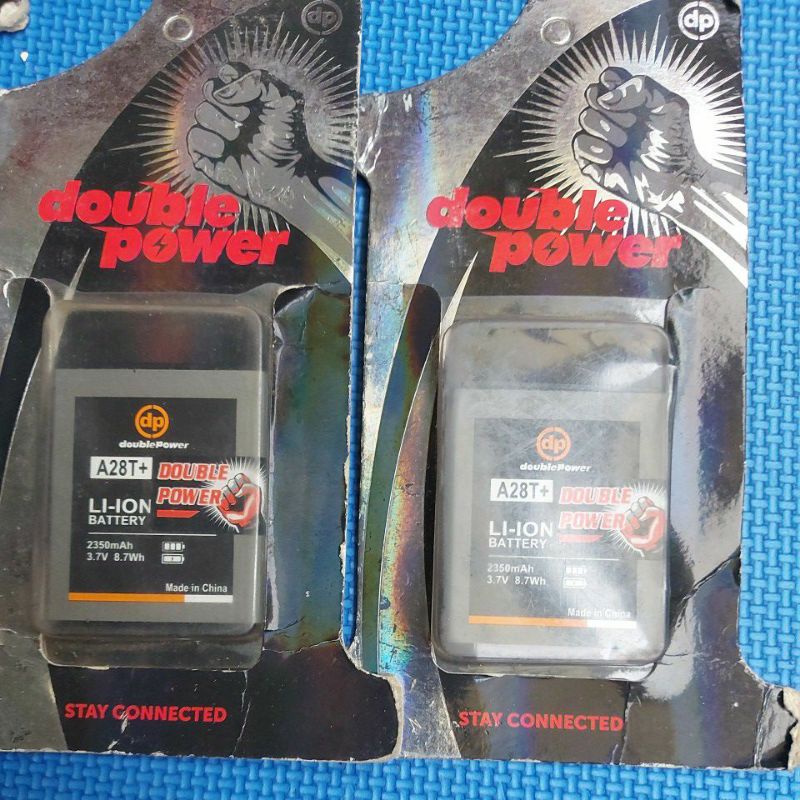 dp
double
power
dp
doublePower
A28T+
DOUBLE
POWER
LI-ION
BATTERY
2350mAh
3.7V 8.7Wh
Made in China
STAY CONNECTED
dp
double
power
dp
doublePower
A28T+
DOUBLE
POWER
LI-ION
BATTERY
2350mAh
3.7V 8.7Wh
Made in China
STAY CONNECTED